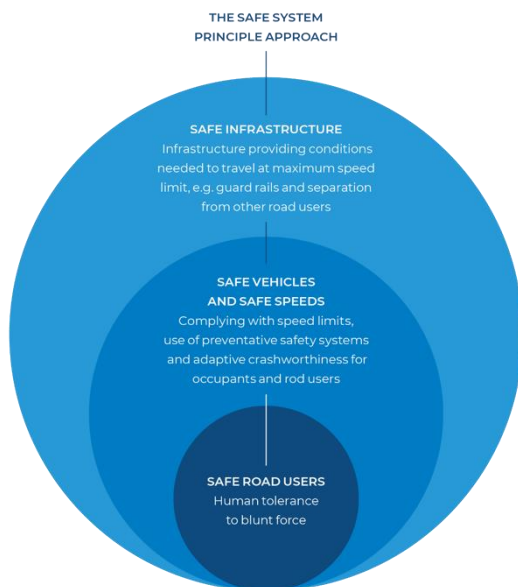 THE SAFE SYSTEM
PRINCIPLE APPROACH
SAFE INFRASTRUCTURE
Infrastructure providing conditions
needed to travel at maximum speed
limit, e.g. guard rails and separation
from other road users
SAFE VEHICLES
AND SAFE SPEEDS
Complying with speed limits,
use of preventative safety systems
and adaptive crashworthiness for
occupants and rod users
SAFE ROAD USERS
Human tolerance
to blunt force